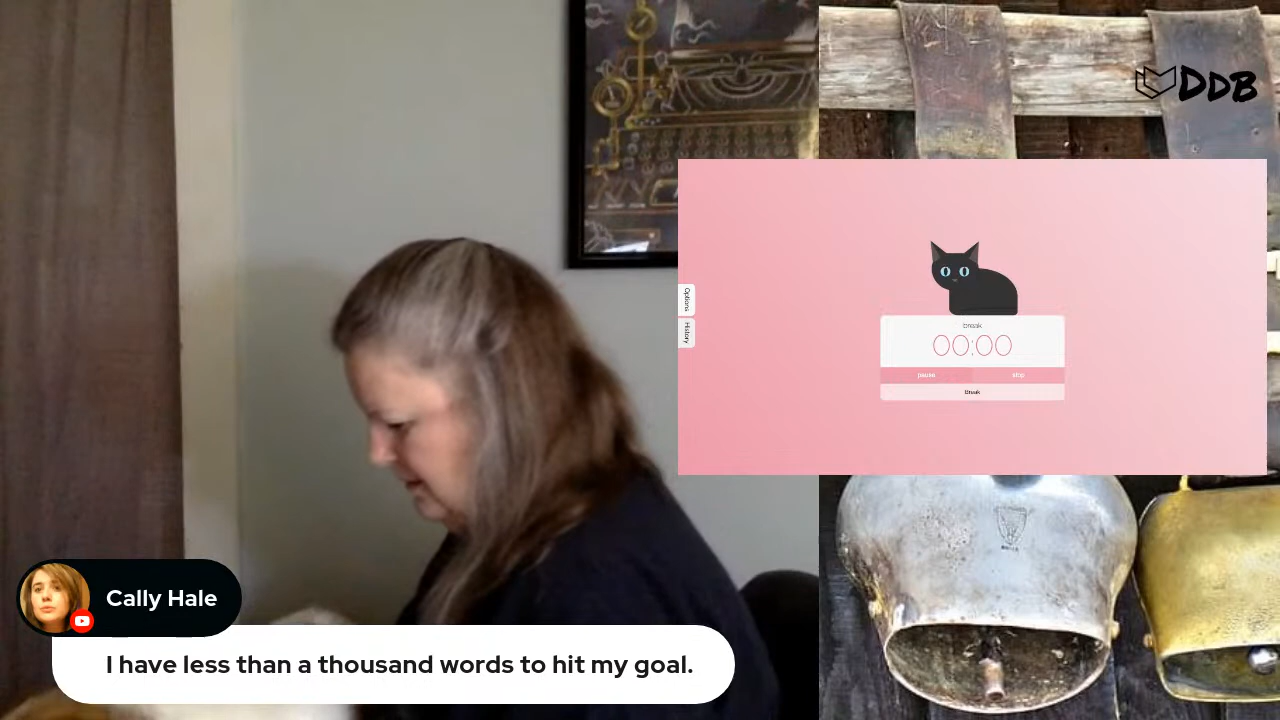 DDB
Options
History
break
00:00
pause
stop
Break
Cally Hale
I have less than a thousand words to hit my goal.